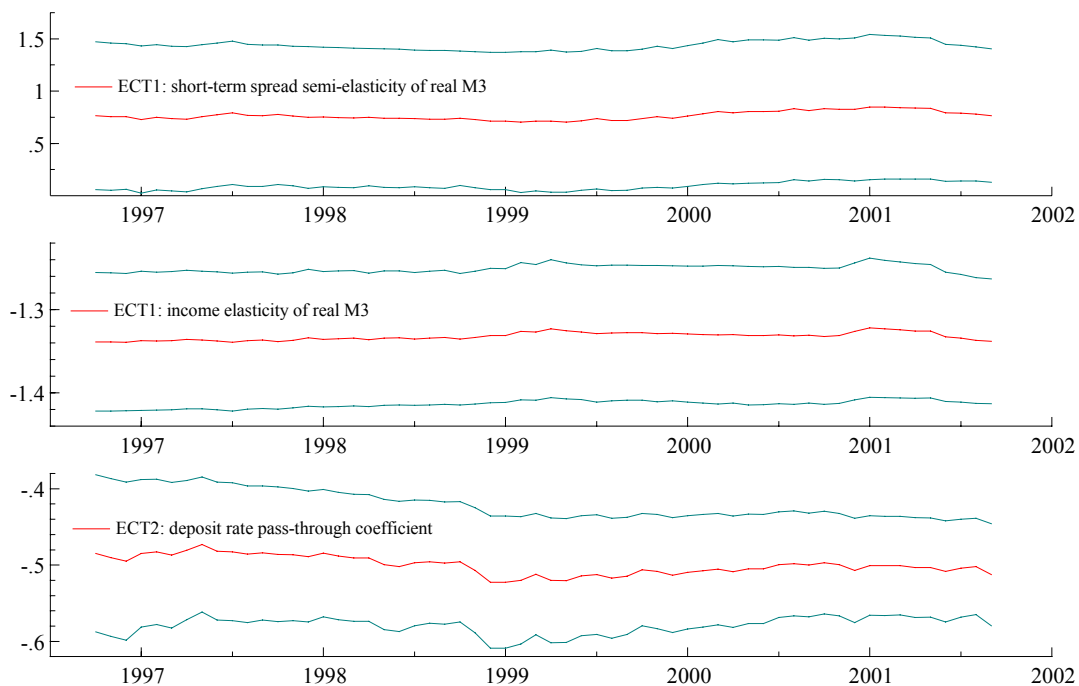 1.5
ECT1: short-term spread semi-elasticity of real M3
1
.5
1997 1998 1999 2000 2001 2002
-1.3
ECT1: income elasticity of real M3
-1.4
1997 1998 1999 2000 2001 2002
-.4
ECT2: deposit rate pass-through coefficient
-.5
-.6
1997 1998 1999 2000 2001 2002